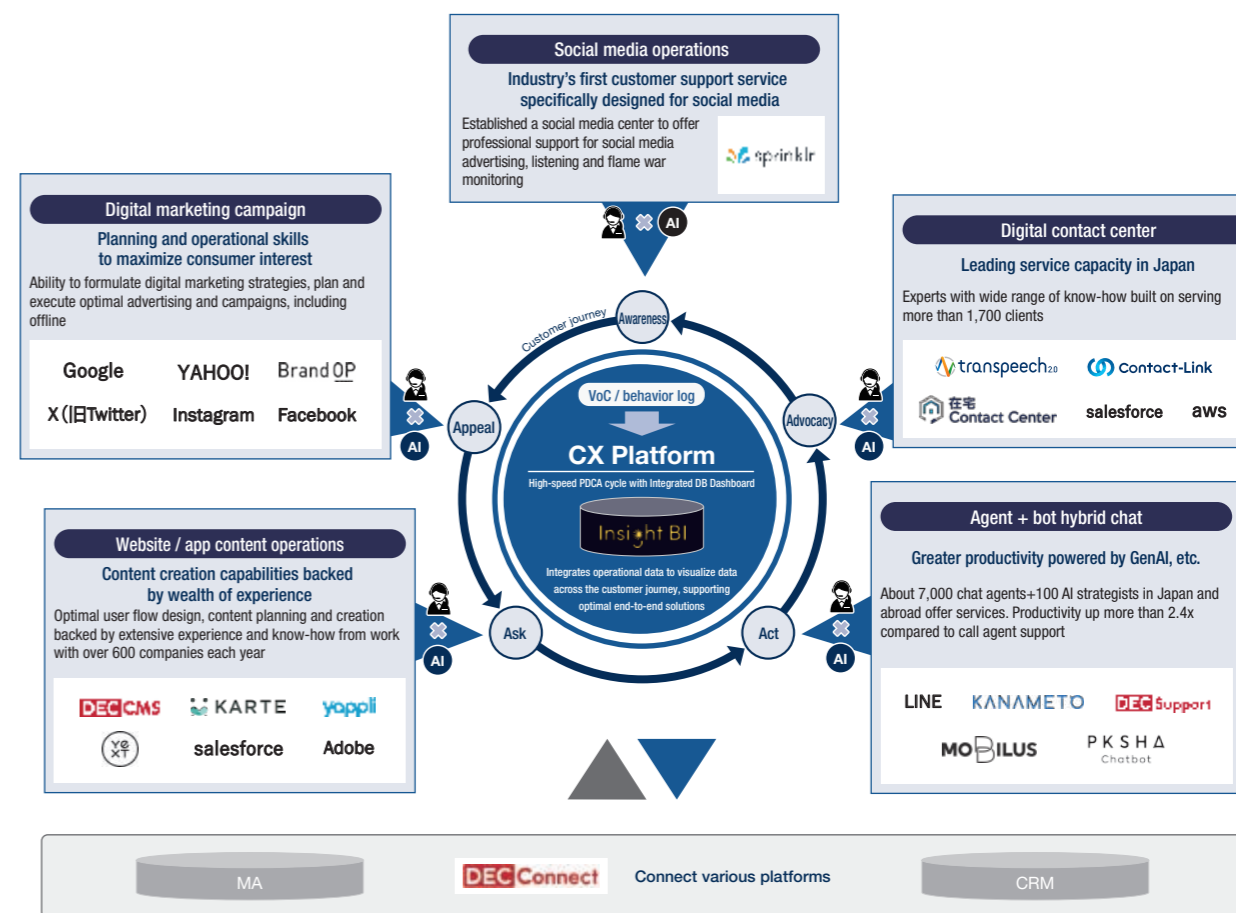 Social media operations
Industry's first customer support service
specifically designed for social media
Established a social media center to offer
professional support for social media
advertising, listening and flame war
monitoring
sprinklr
AI
Digital marketing campaign
Planning and operational skills
to maximize consumer interest
Ability to formulate digital marketing strategies, plan and
execute optimal advertising and campaigns, including
offline
Google YAHOO! Brand OP
X (旧Twitter) Instagram Facebook
AI
Digital contact center
Leading service capacity in Japan
Experts with wide range of know-how built on serving
more than 1,700 clients
transpeech 2.0 Contact-Link
在宅
Contact Center salesforce aws
AI
Customer journey
Awareness
Appeal
Advocacy
Ask
Act
VoC / behavior log
CX Platform
High-speed PDCA cycle with Integrated DB Dashboard
Insight BI
Integrates operational data to visualize data
across the customer journey, supporting
optimal end-to-end solutions
Website / app content operations
Content creation capabilities backed
by wealth of experience
Optimal user flow design, content planning and creation
backed by extensive experience and know-how from work
with over 600 companies each year
DEC CMS KARTE yappli
YEXT salesforce Adobe
AI
Agent + bot hybrid chat
Greater productivity powered by GenAI, etc.
About 7,000 chat agents+100 AI strategists in Japan and
abroad offer services. Productivity up more than 2.4x
compared to call agent support
LINE KANAMETO DEC Support
MOBILUS PKSHA
Chatbot
AI
MA
DEC Connect Connect various platforms
CRM